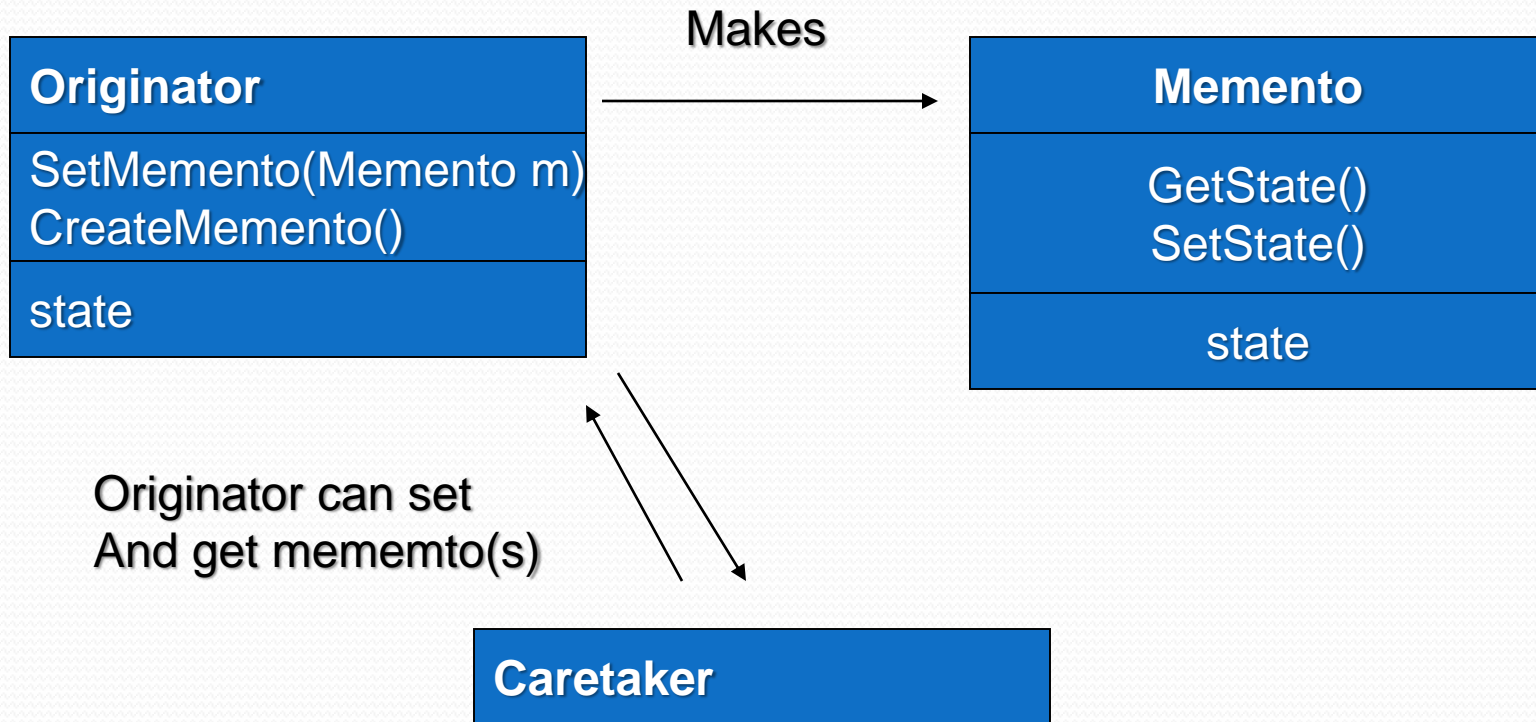 Makes
Originator
SetMemento(Memento m)
CreateMemento()
state
Memento
GetState()
SetState()
state
Originator can set
And get mememto(s)
Caretaker